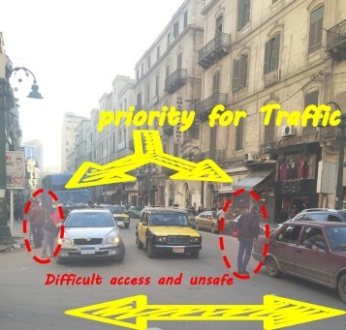 priority for Traffic
Difficult access and unsafe